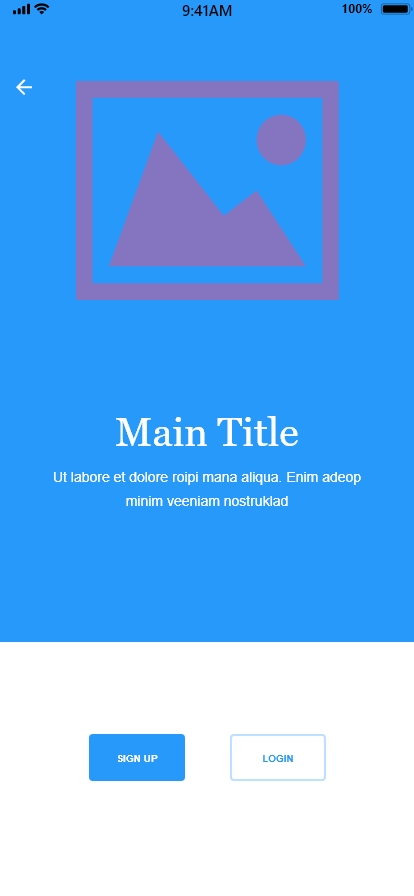 9:41AM 100%
Main Title
Ut labore et dolore roipi mana aliqua. Enim adeop
minim veeniam nostruklad
SIGN UP LOGIN